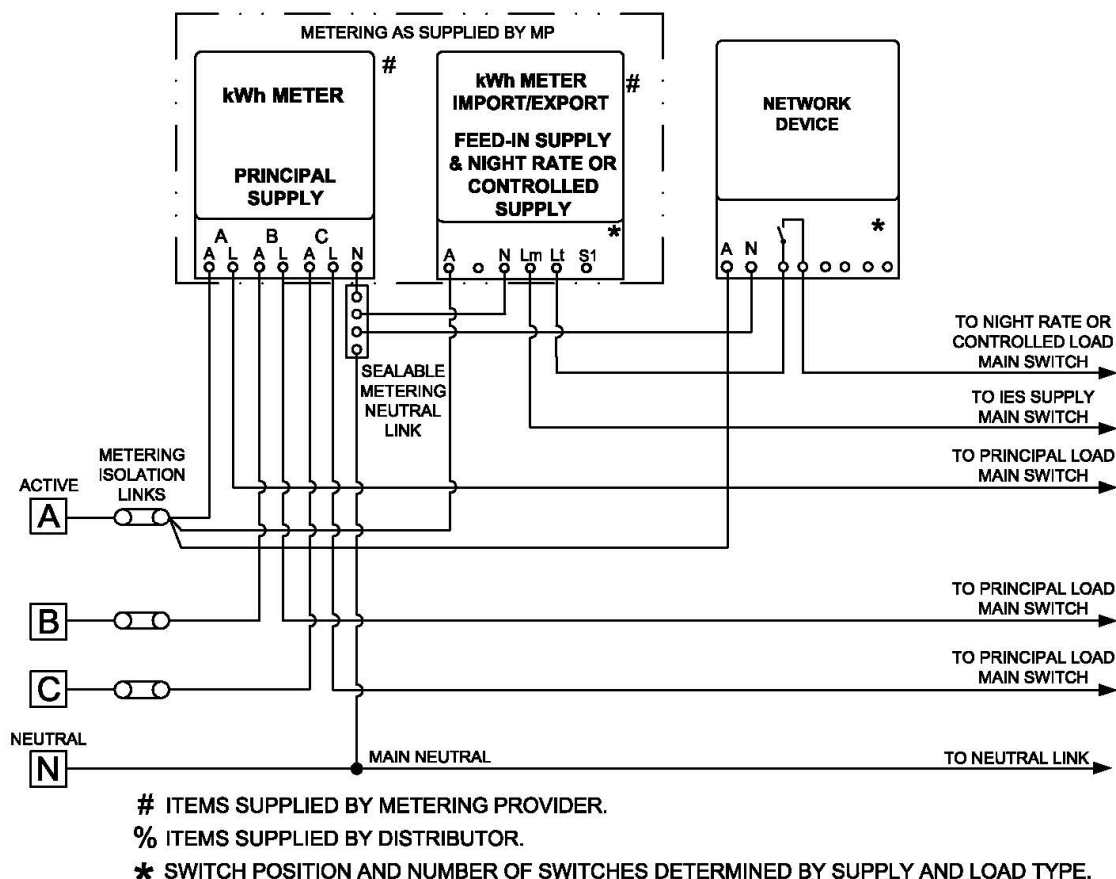 METERING AS SUPPLIED BY MP
kWh METER
PRINCIPAL
SUPPLY
#
A B C
A L A L A L N
kWh METER
IMPORT/EXPORT
FEED-IN SUPPLY
& NIGHT RATE OR
CONTROLLED
SUPPLY
#
*
A N Lm Lt S1
NETWORK
DEVICE
*
A N
SEALABLE
METERING
NEUTRAL
LINK
TO NIGHT RATE OR
CONTROLLED LOAD
MAIN SWITCH
TO IES SUPPLY
MAIN SWITCH
TO PRINCIPAL LOAD
MAIN SWITCH
METERING
ISOLATION
LINKS
ACTIVE
A
B
TO PRINCIPAL LOAD
MAIN SWITCH
C
TO PRINCIPAL LOAD
MAIN SWITCH
NEUTRAL
N
MAIN NEUTRAL
TO NEUTRAL LINK
# ITEMS SUPPLIED BY METERING PROVIDER.
% ITEMS SUPPLIED BY DISTRIBUTOR.
* SWITCH POSITION AND NUMBER OF SWITCHES DETERMINED BY SUPPLY AND LOAD TYPE.